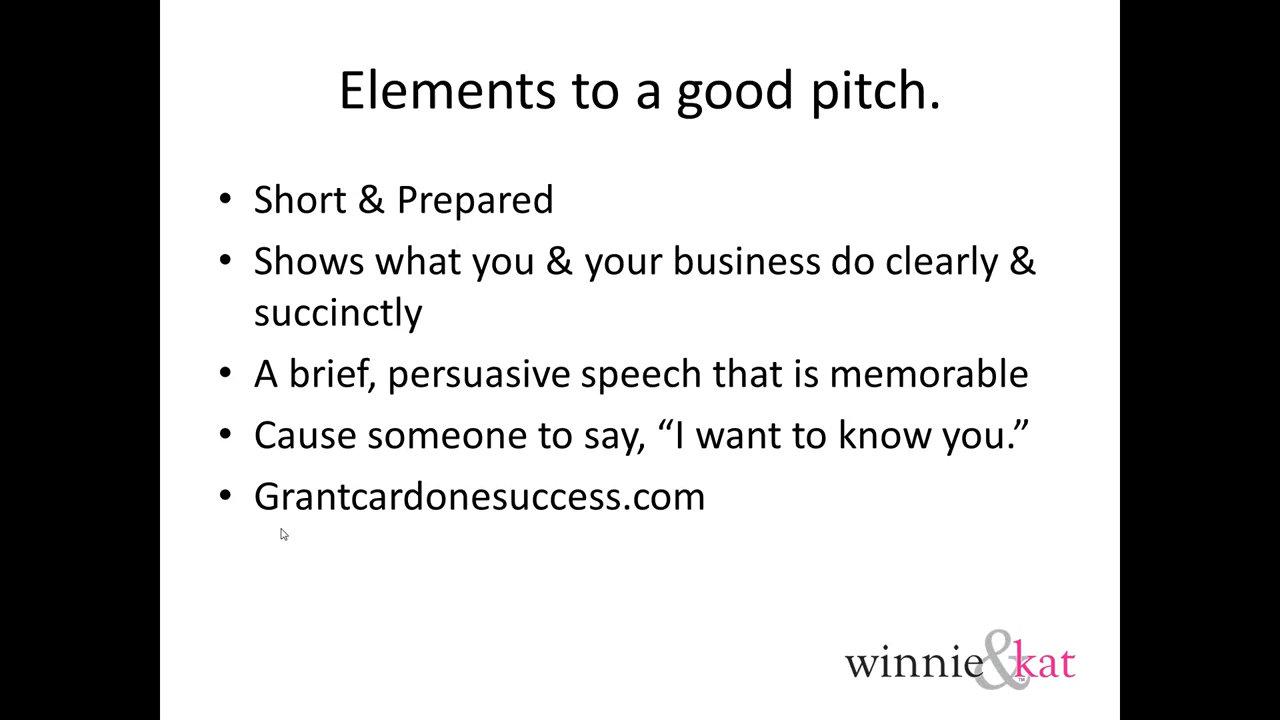 Elements to a good pitch.
• Short & Prepared
• Shows what you & your business do clearly &
succinctly
• A brief, persuasive speech that is memorable
• Cause someone to say, “I want to know you.”
• Grantcardonesuccess.com
winnie&kat™